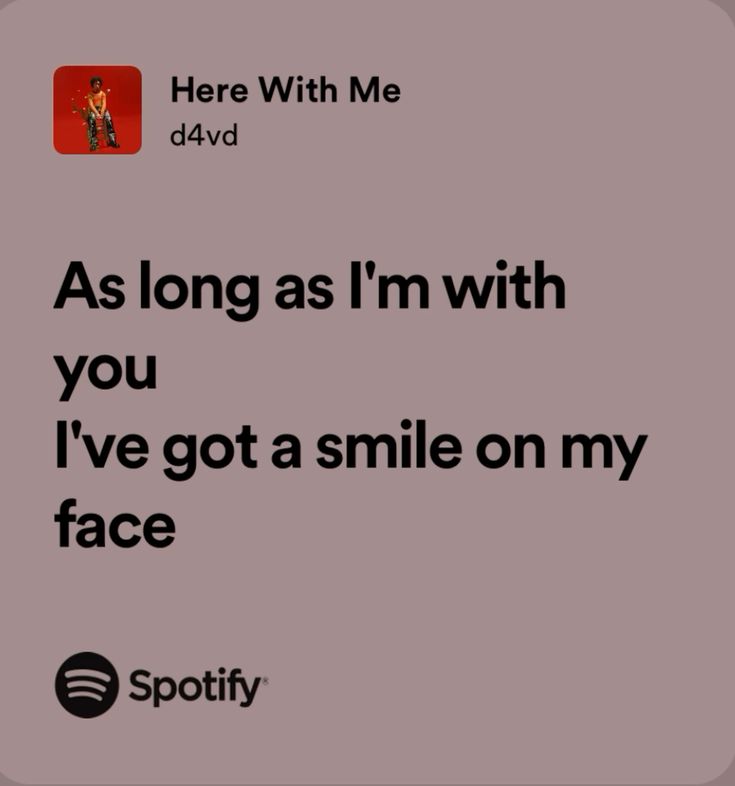 Here With Me
d4vd
As long as I'm with
you
I've got a smile on my
face
Spotify®